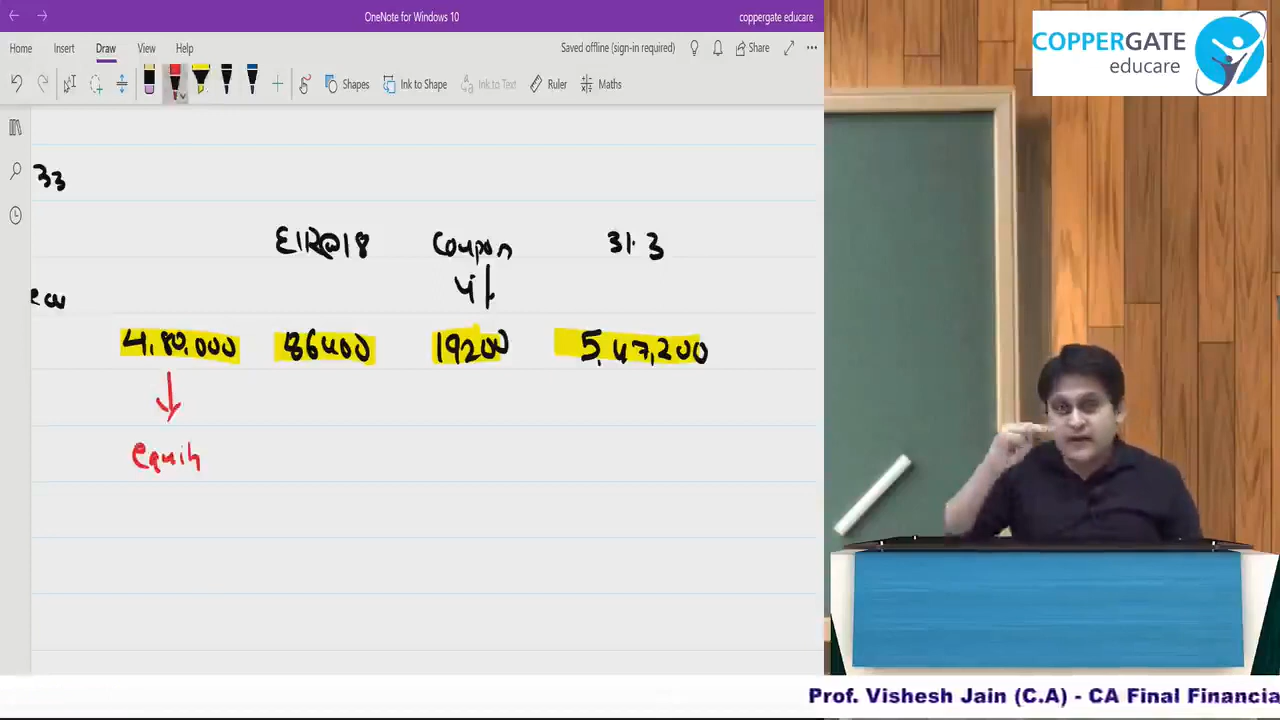 OneNote for Windows 10
coppergate educare
Home Insert Draw View Help
Saved offline (sign-in required)
Share
Shapes Ink to Shape Ink to Text Ruler Maths
COPPERGATE
educare
33
EIR@18 Coupon 31.3
4%
4,80,000 86400 19200 5,47,200
equity
Prof. Vishesh Jain (C.A) - CA Final Financia